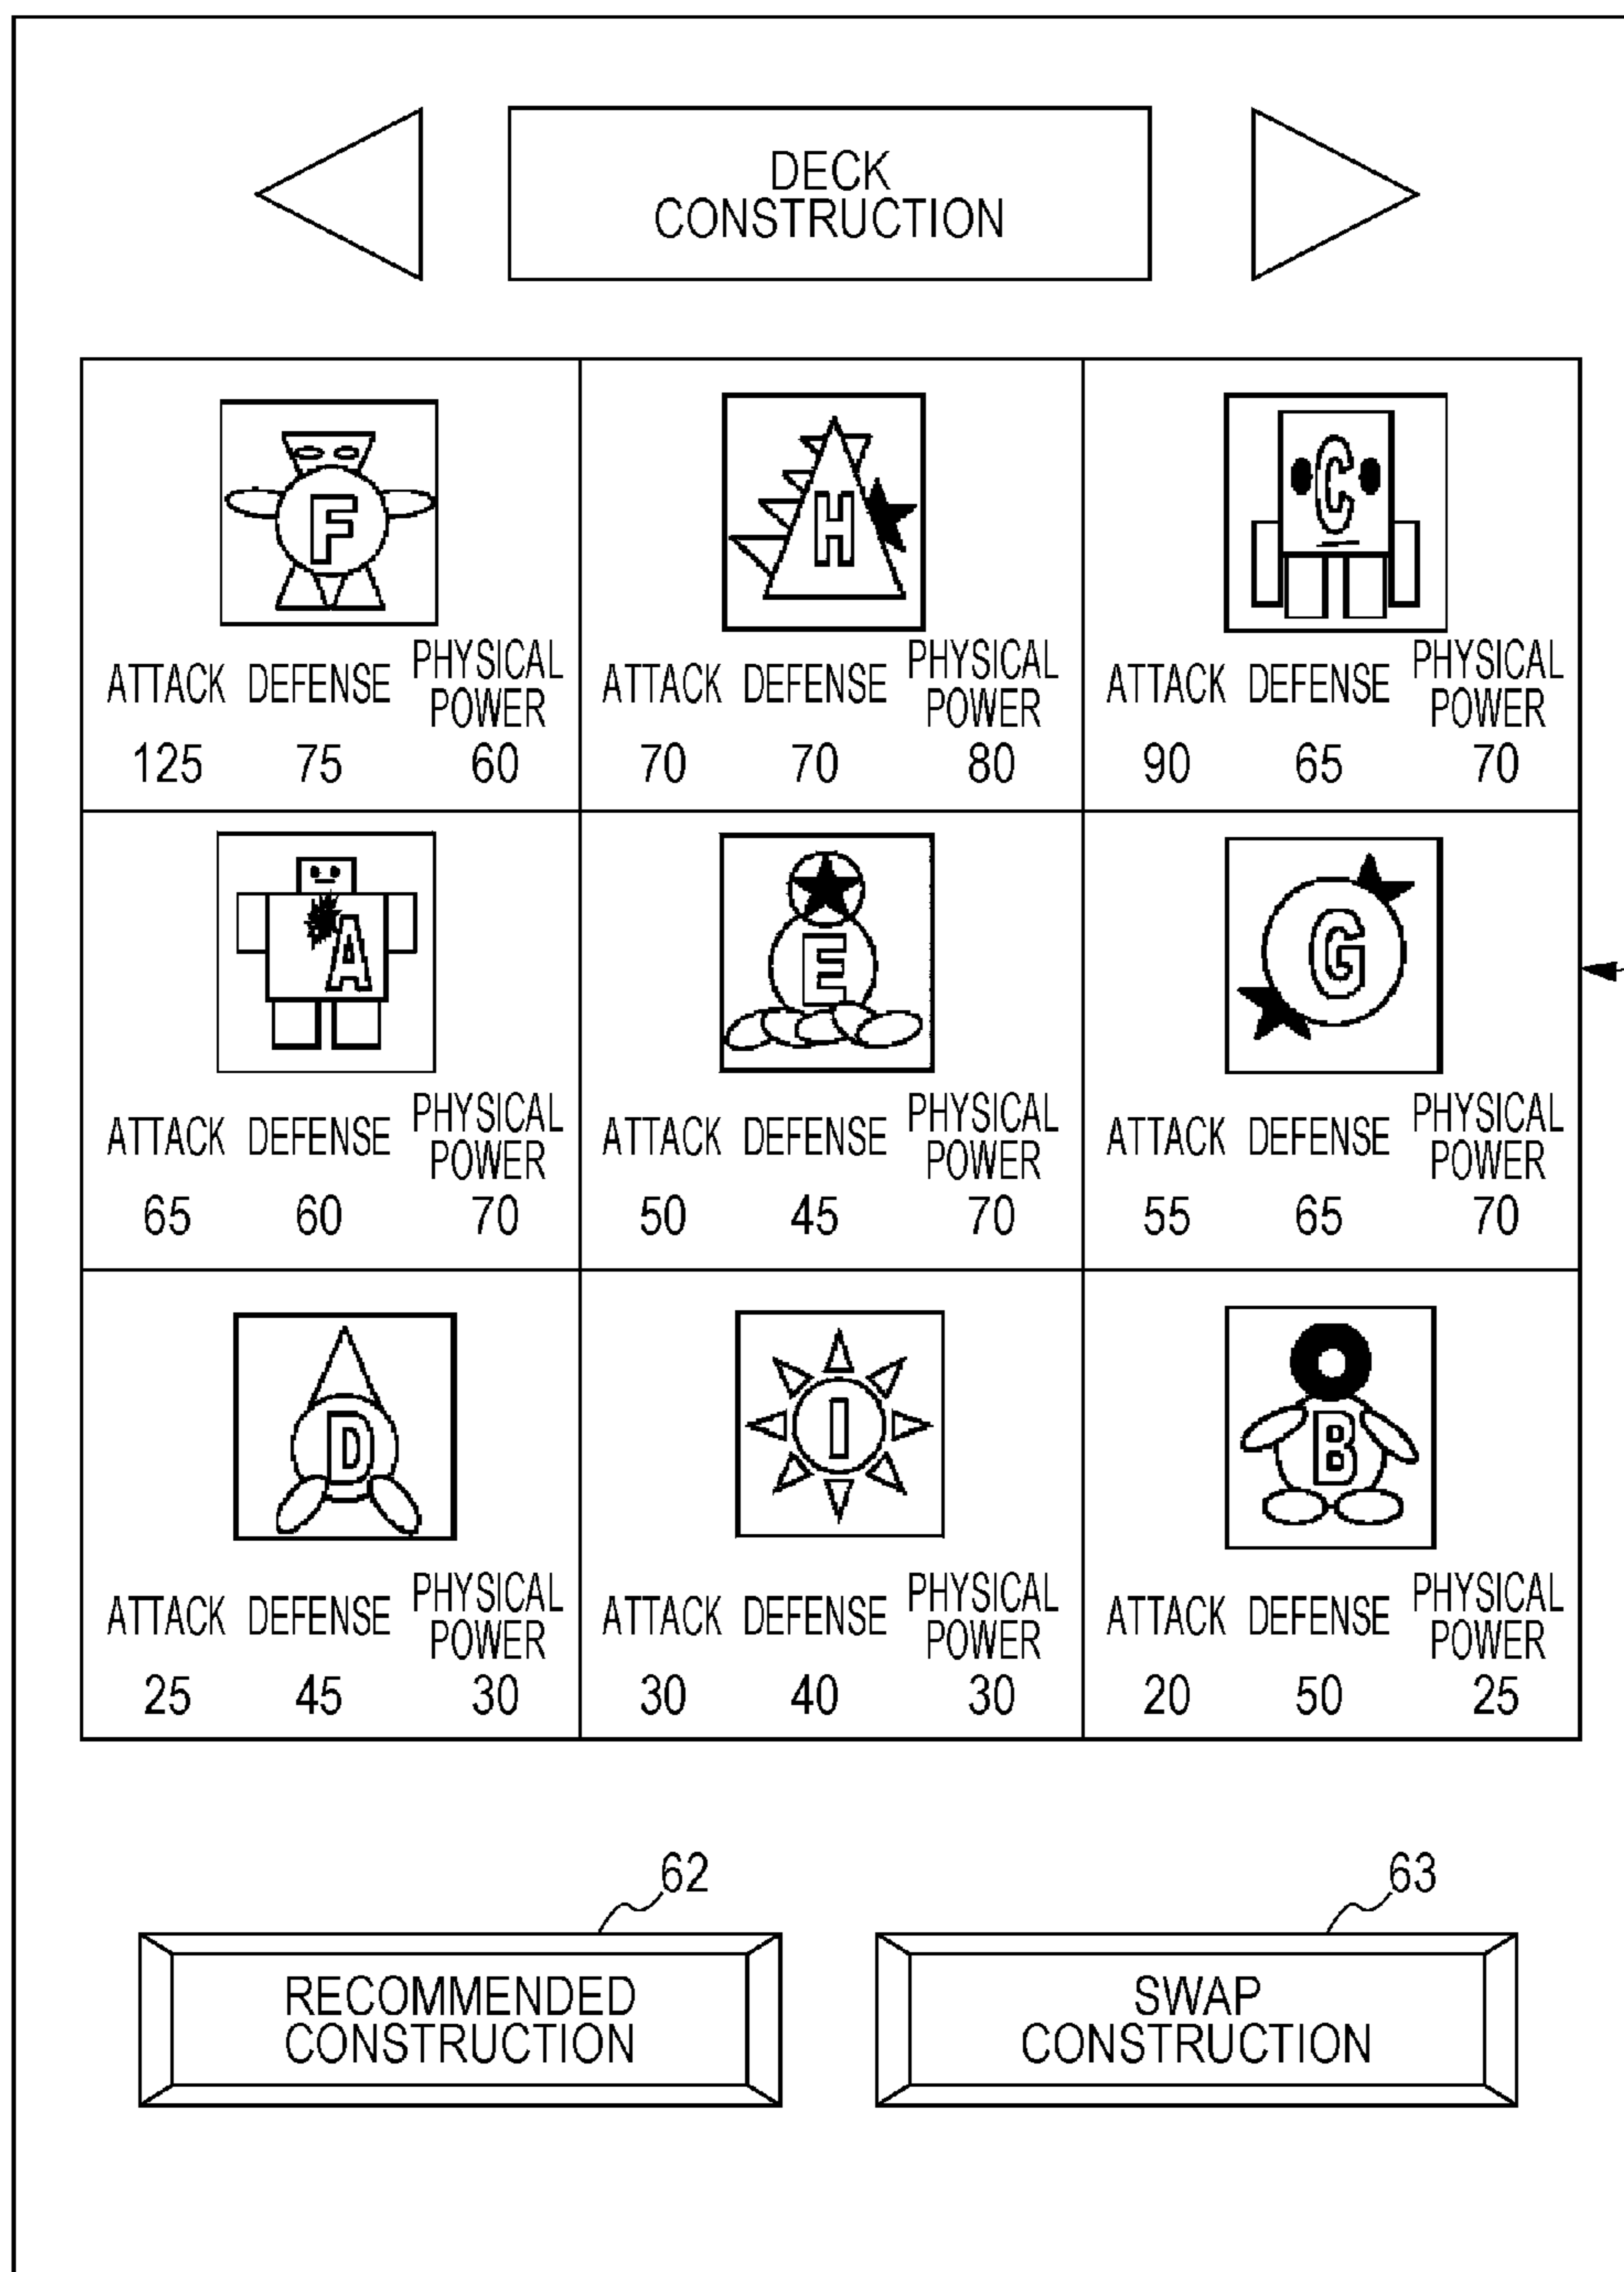 DECK
CONSTRUCTION
F
H
C
ATTACK DEFENSE PHYSICAL POWER ATTACK DEFENSE PHYSICAL POWER ATTACK DEFENSE PHYSICAL POWER
125 75 60 70 70 80 90 65 70
A
E
G
ATTACK DEFENSE PHYSICAL POWER ATTACK DEFENSE PHYSICAL POWER ATTACK DEFENSE PHYSICAL POWER
65 60 70 50 45 70 55 65 70
D
I
B
ATTACK DEFENSE PHYSICAL POWER ATTACK DEFENSE PHYSICAL POWER ATTACK DEFENSE PHYSICAL POWER
25 45 30 30 40 30 20 50 25
62
63
RECOMMENDED
CONSTRUCTION
SWAP
CONSTRUCTION